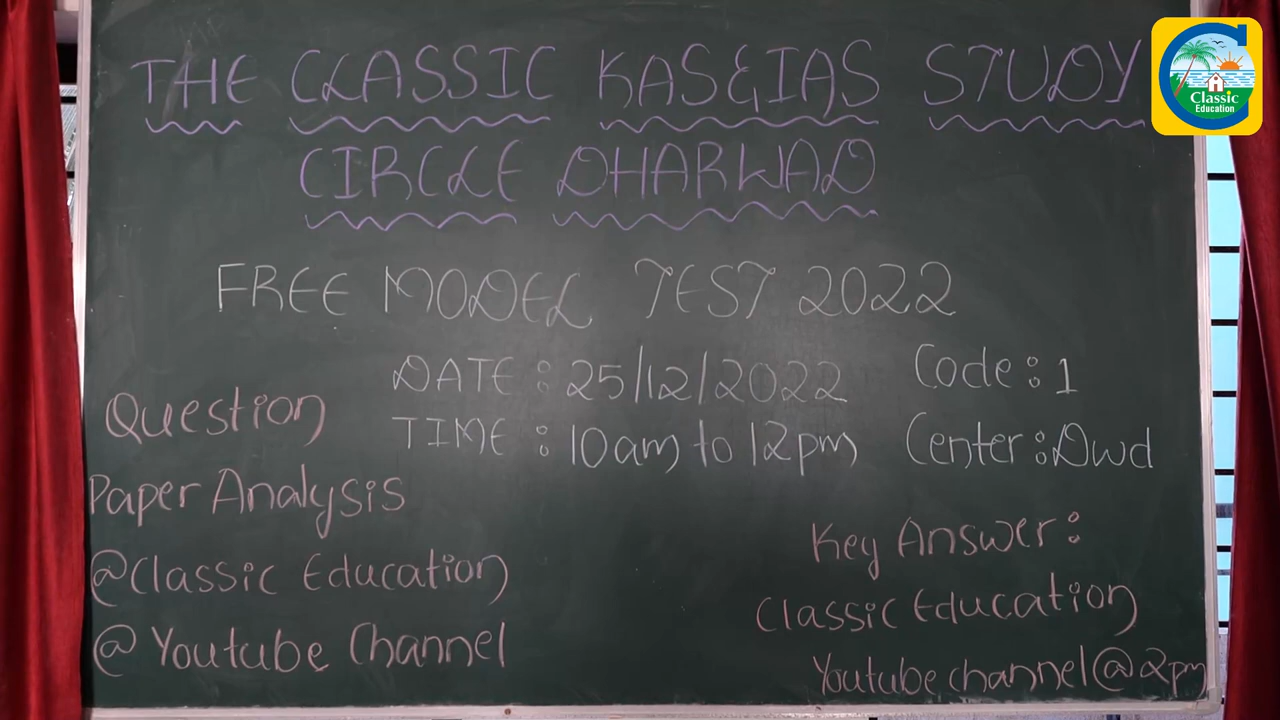 THE CLASSIC KAS&IAS STUDY
CIRCLE DHARWAD
FREE MODEL TEST 2022
DATE : 25/12/2022 Code : 1
TIME : 10am to 12pm Center : Dwd
Question
Paper Analysis
@Classic Education
@ Youtube Channel
Key Answer :
Classic Education
Youtube channel @ 2pm
Classic
Education